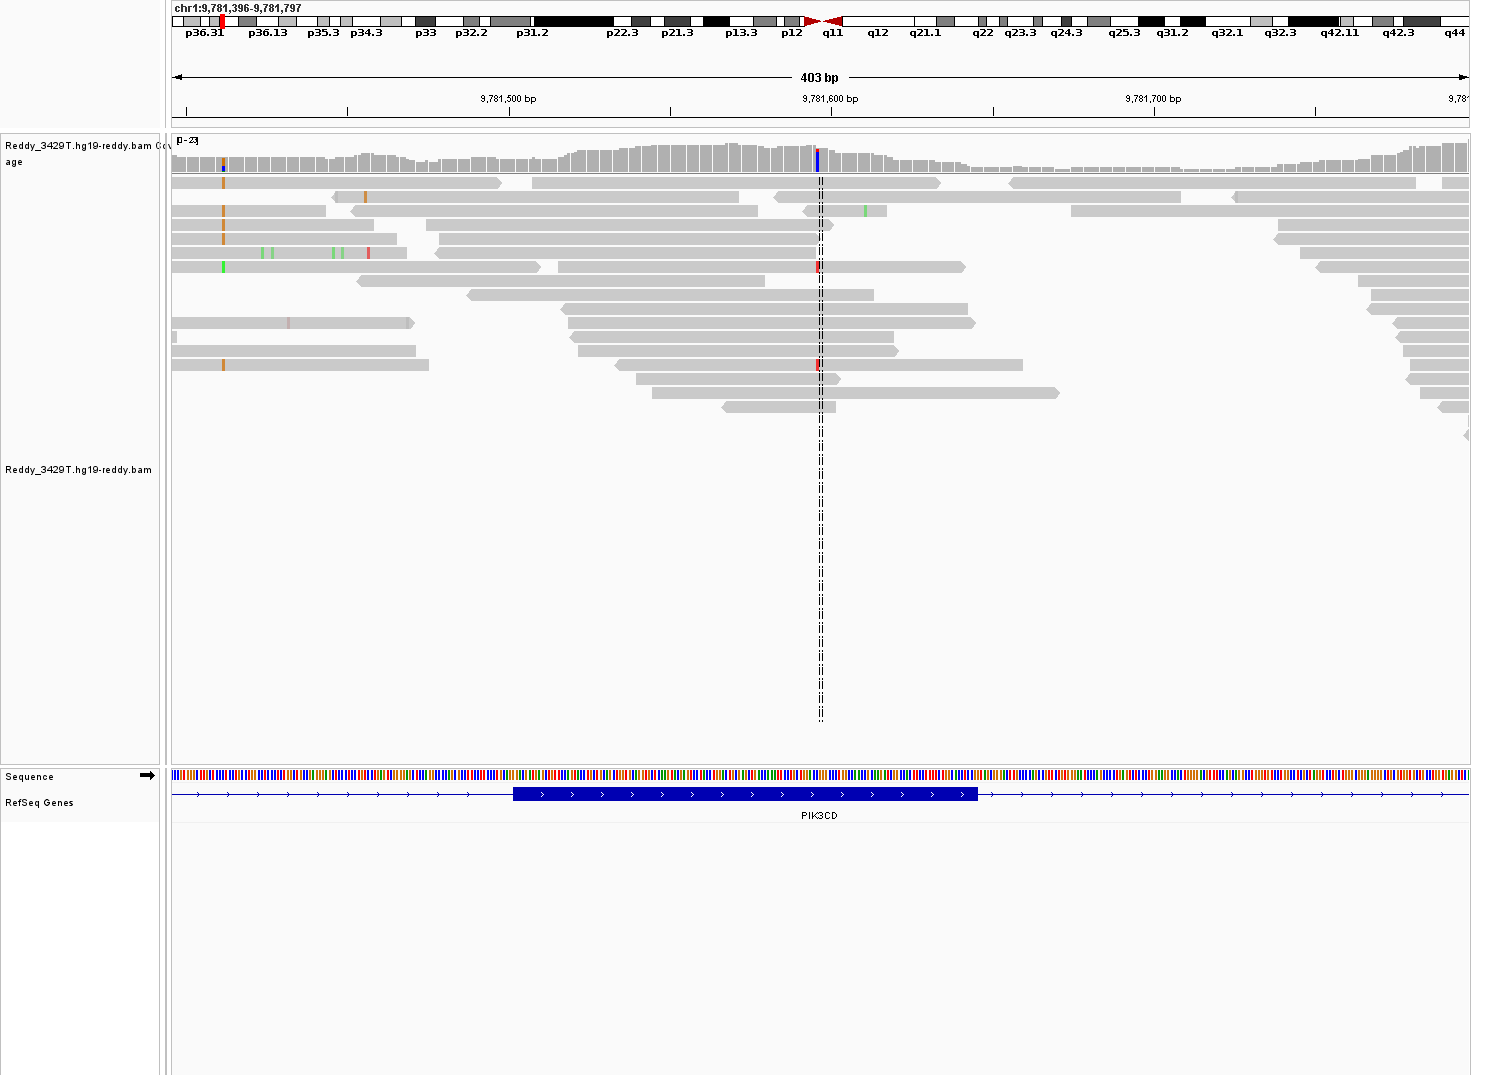 chr1:9,781,396-9,781,797
p36.31 p36.13 p35.3 p34.3 p33 p32.2 p31.2 p22.3 p21.3 p13.3 p12 q11 q12 q21.1 q22 q23.3 q24.3 q25.3 q31.2 q32.1 q32.3 q42.11 q42.3 q44
403 bp
9,781,500 bp 9,781,600 bp 9,781,700 bp 9,781
Reddy_3429T.hg19-reddy.bam Cov
age
[0 - 23]
Reddy_3429T.hg19-reddy.bam
Sequence
RefSeq Genes
PIK3CD